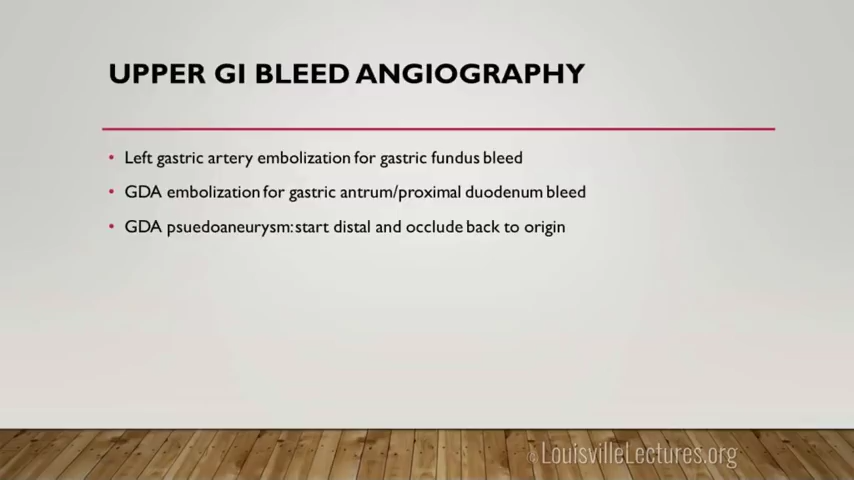 UPPER GI BLEED ANGIOGRAPHY
• Left gastric artery embolization for gastric fundus bleed
• GDA embolization for gastric antrum/proximal duodenum bleed
• GDA psuedoaneurysm: start distal and occlude back to origin
© LouisvilleLectures.org